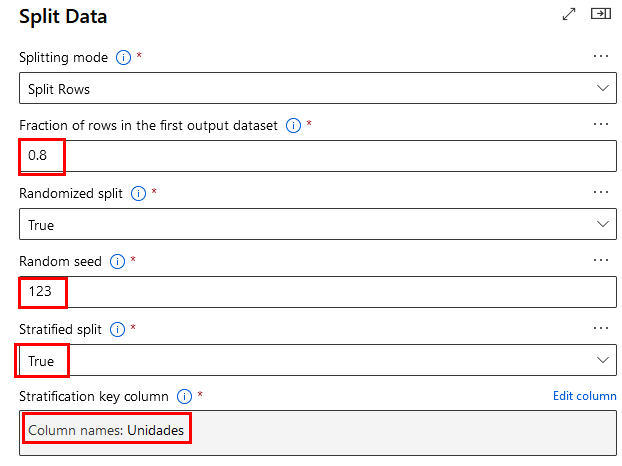 Split Data
Splitting mode i * ...
Split Rows
Fraction of rows in the first output dataset i * ...
0.8
Randomized split i * ...
True
Random seed i * ...
123
Stratified split i * ...
True
Stratification key column i * Edit column
Column names: Unidades